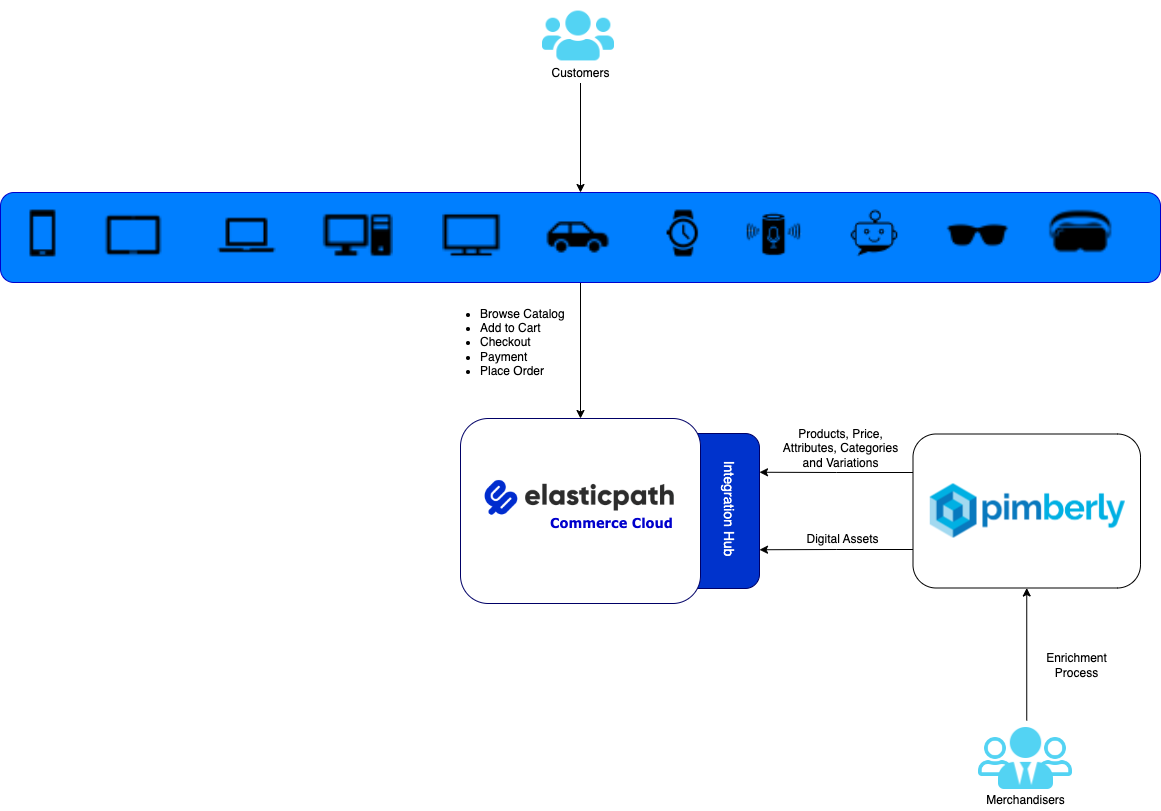 Customers
Browse Catalog
Add to Cart
Checkout
Payment
Place Order
elasticpath
Commerce Cloud
Integration Hub
Products, Price,
Attributes, Categories
and Variations
Digital Assets
pimberly
Enrichment
Process
Merchandisers